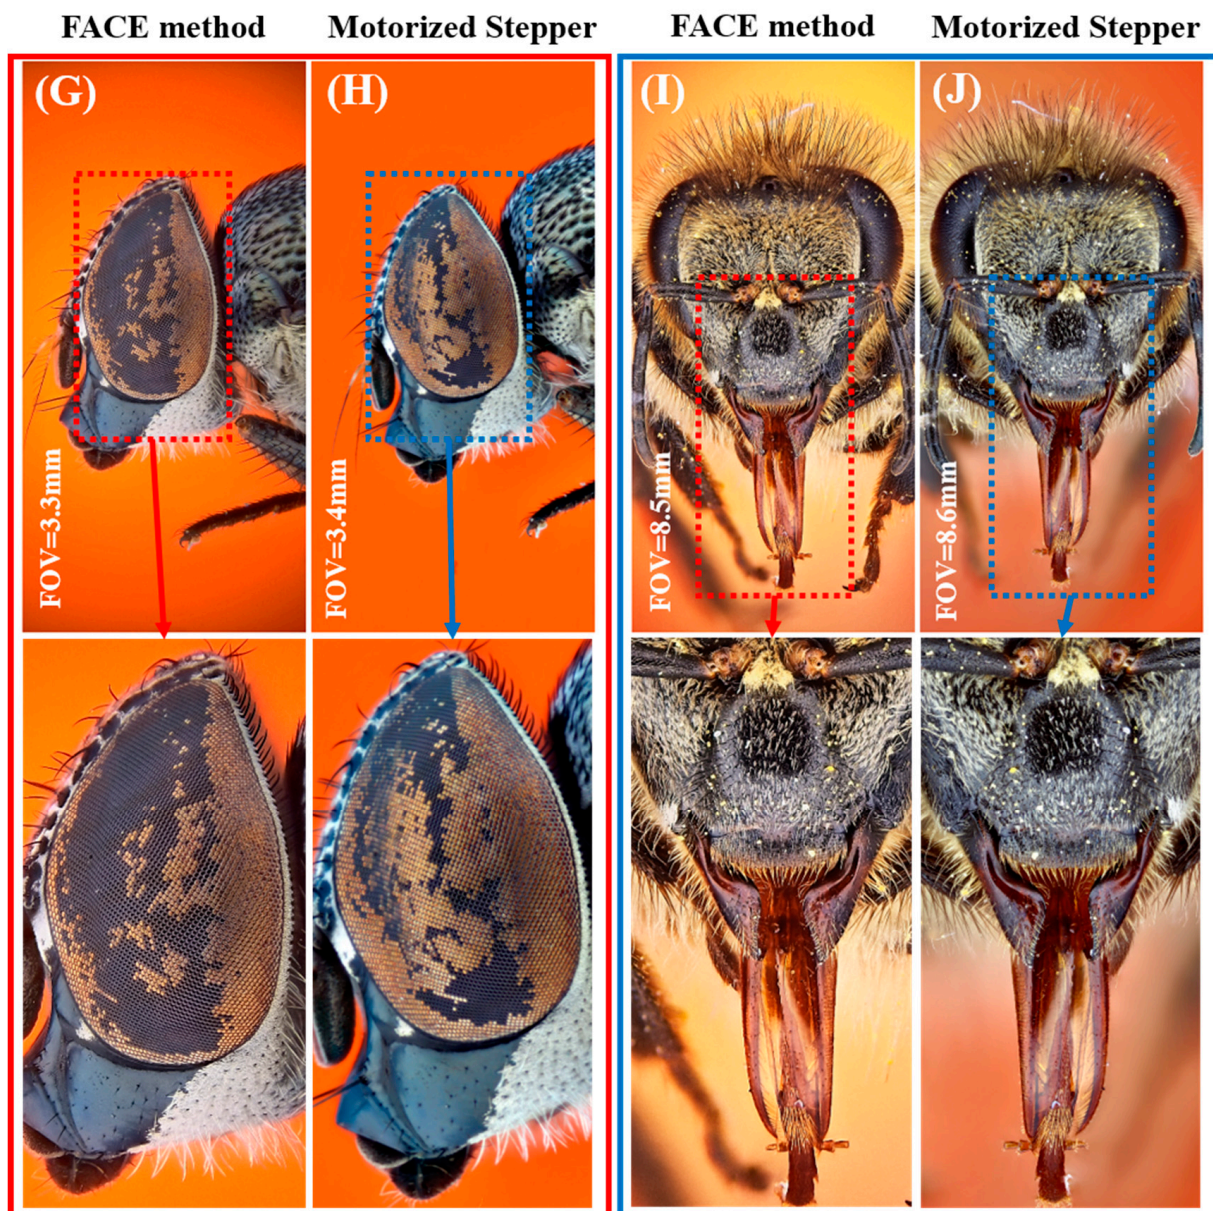 FACE method
Motorized Stepper
FACE method
Motorized Stepper
(G)
(H)
(I)
(J)
FOV=3.3mm
FOV=3.4mm
FOV=8.5mm
FOV=8.6mm